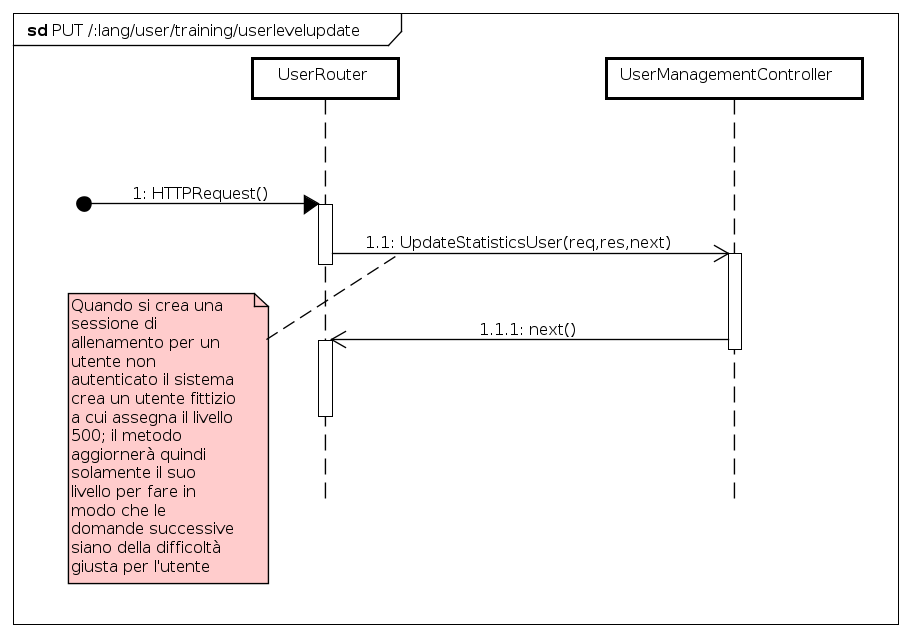 sd PUT /:lang/user/training/userlevelupdate
UserRouter
UserManagementController
1: HTTPRequest()
1.1: UpdateStatisticsUser(req,res,next)
1.1.1: next()
Quando si crea una
sessione di
allenamento per un
utente non
autenticato il sistema
crea un utente fittizio
a cui assegna il livello
500; il metodo
aggiornerà quindi
solamente il suo
livello per fare in
modo che le
domande successive
siano della difficoltà
giusta per l'utente